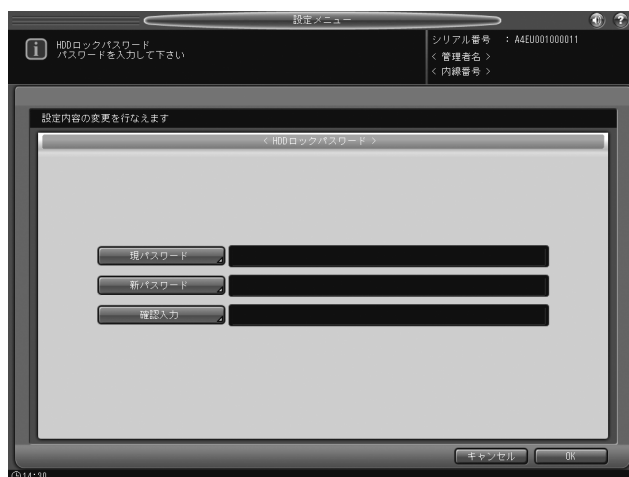 設定メニュー
HDDロックパスワード
パスワードを入力して下さい
シリアル番号 : A4EU001000011
< 管理者名 >
< 内線番号 >
設定内容の変更を行なえます
< HDDロックパスワード >
現パスワード
新パスワード
確認入力
キャンセル OK